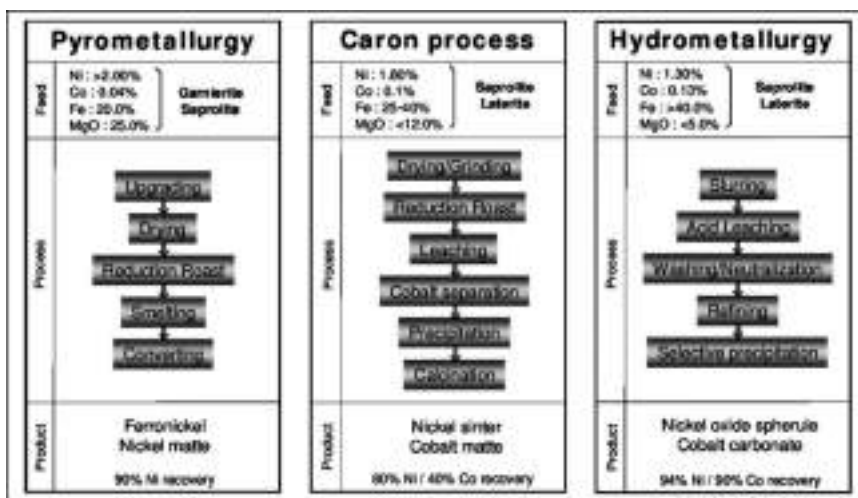 Pyrometallurgy
Feed
Ni : >2.00%
Co : 0.04%
Fe : 20.0%
MgO : 25.0%
Garnierite
Saprolite
Process
Upgrading
Drying
Reduction Roast
Smelting
Converting
Product
Ferronickel
Nickel matte
90% Ni recovery
Caron process
Feed
Co : 0.1%
Fe : 25-40%
MgO : <12.0%
Saprolite
Laterite
Process
Drying/Grinding
Reduction Roast
Leaching
Cobalt separation
Precipitation
Calcination
Product
Nickel sinter
Cobalt matte
80% Ni / 40% Co recovery
Hydrometallurgy
Feed
Ni : 1.30%
Co : 0.13%
Fe : >40.0%
MgO : <5.0%
Saprolite
Laterite
Process
Slurring
Acid Leaching
Washing/Neutralization
Refining
Selective precipitation
Product
Nickel oxide spherule
Cobalt carbonate
94% Ni / 90% Co recovery